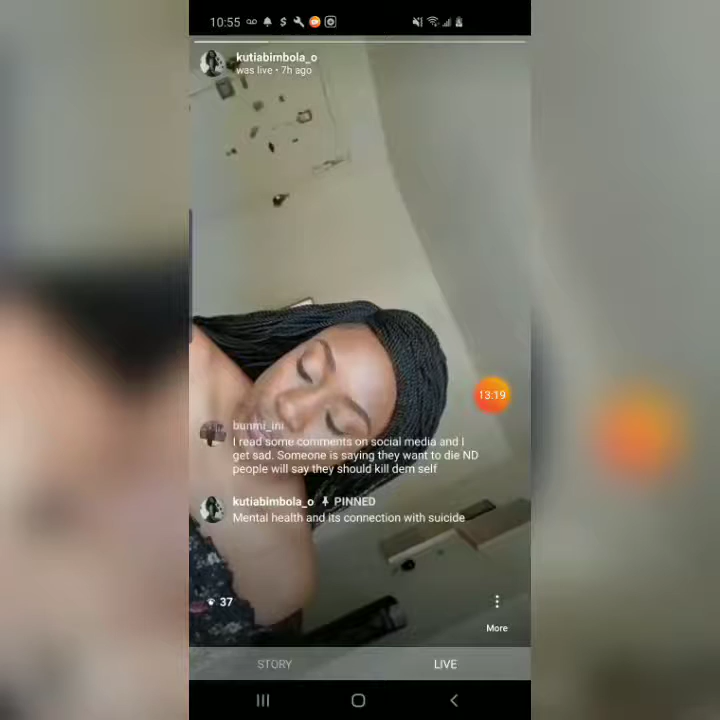 10:55
kutiabimbola_o
was live • 7h ago
13:19
bunmi_ini
I read some comments on social media and I
get sad. Someone is saying they want to die ND
people will say they should kill dem self
kutiabimbola_o PINNED
Mental health and its connection with suicide
37
More
STORY LIVE